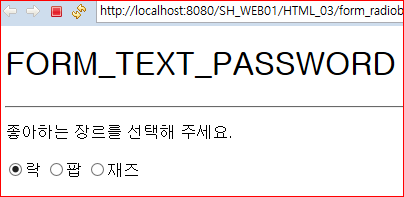 http://localhost:8080/SH_WEB01/HTML_03/form_radiob
FORM_TEXT_PASSWORD
좋아하는 장르를 선택해 주세요.
락 팝 재즈